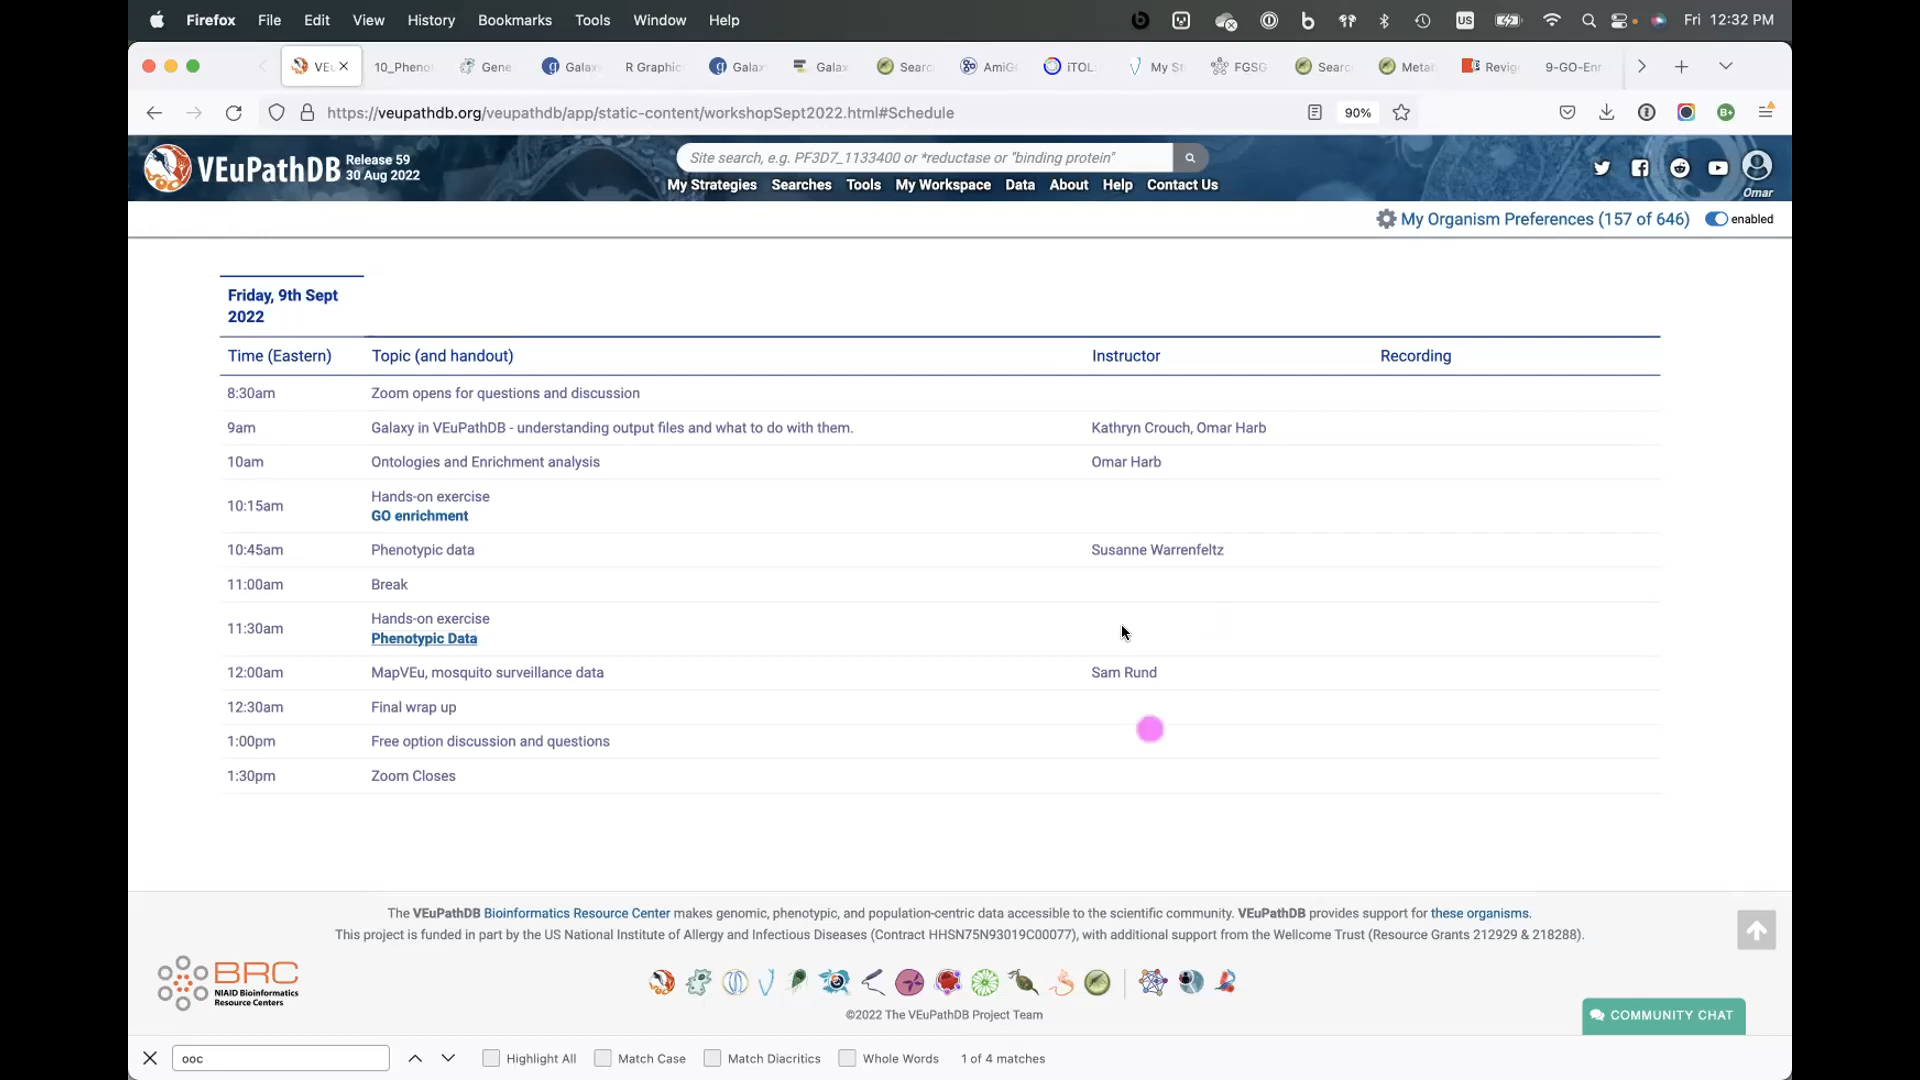 Firefox File Edit View History Bookmarks Tools Window Help US Fri 12:32 PM
VEu 10_Pheno Gene Galax R Graphic Galax Galax Searc AmiG iTOL: My St FGSG Searc Metab Revig 9-GO-Enr
https://veupathdb.org/veupathdb/app/static-content/workshopSept2022.html#Schedule 90%
VEuPathDB Release 59
30 Aug 2022
Site search, e.g. PF3D7_1133400 or *reductase or "binding protein"
My Strategies Searches Tools My Workspace Data About Help Contact Us
Omar
My Organism Preferences (157 of 646) enabled
Friday, 9th Sept
2022
Time (Eastern) Topic (and handout) Instructor Recording
8:30am Zoom opens for questions and discussion
9am Galaxy in VEuPathDB - understanding output files and what to do with them. Kathryn Crouch, Omar Harb
10am Ontologies and Enrichment analysis Omar Harb
10:15am Hands-on exercise
GO enrichment
10:45am Phenotypic data Susanne Warrenfeltz
11:00am Break
11:30am Hands-on exercise
Phenotypic Data
12:00am MapVEu, mosquito surveillance data Sam Rund
12:30am Final wrap up
1:00pm Free option discussion and questions
1:30pm Zoom Closes
The VEuPathDB Bioinformatics Resource Center makes genomic, phenotypic, and population-centric data accessible to the scientific community. VEuPathDB provides support for these organisms.
This project is funded in part by the US National Institute of Allergy and Infectious Diseases (Contract HHSN75N93019C00077), with additional support from the Wellcome Trust (Resource Grants 212929 & 218288).
BRC
NIAID Bioinformatics
Resource Centers
©2022 The VEuPathDB Project Team
COMMUNITY CHAT
ooc Highlight All Match Case Match Diacritics Whole Words 1 of 4 matches